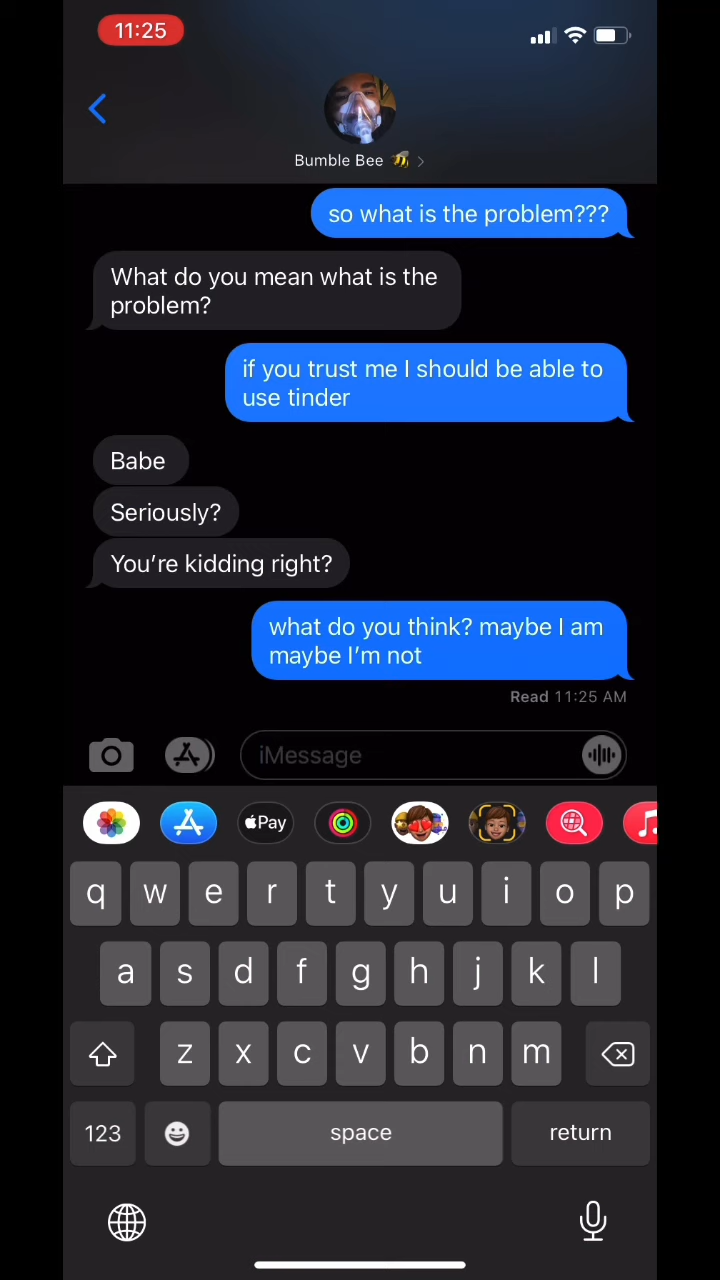 11:25
Bumble Bee 🐝 >
so what is the problem???
What do you mean what is the
problem?
if you trust me I should be able to
use tinder
Babe
Seriously?
You're kidding right?
what do you think? maybe I am
maybe I'm not
Read 11:25 AM
iMessage
Pay
q w e r t y u i o p
a s d f g h j k l
z x c v b n m
123 space return